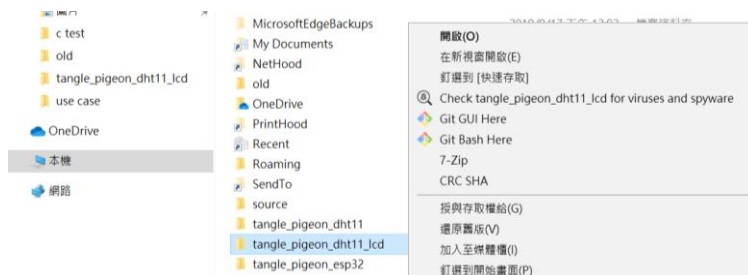 c test
old
tangle_pigeon_dht11_lcd
use case
OneDrive
本機
網路
MicrosoftEdgeBackups
My Documents
NetHood
old
OneDrive
PrintHood
Recent
Roaming
SendTo
source
tangle_pigeon_dht11
tangle_pigeon_dht11_lcd
tangle_pigeon_esp32
開啟(O)
在新視窗開啟(E)
釘選到 [快速存取]
Check tangle_pigeon_dht11_lcd for viruses and spyware
Git GUI Here
Git Bash Here
7-Zip
CRC SHA
授與存取權給(G)
還原舊版(V)
加入至媒體櫃(I)
釘選到開始畫面(P)